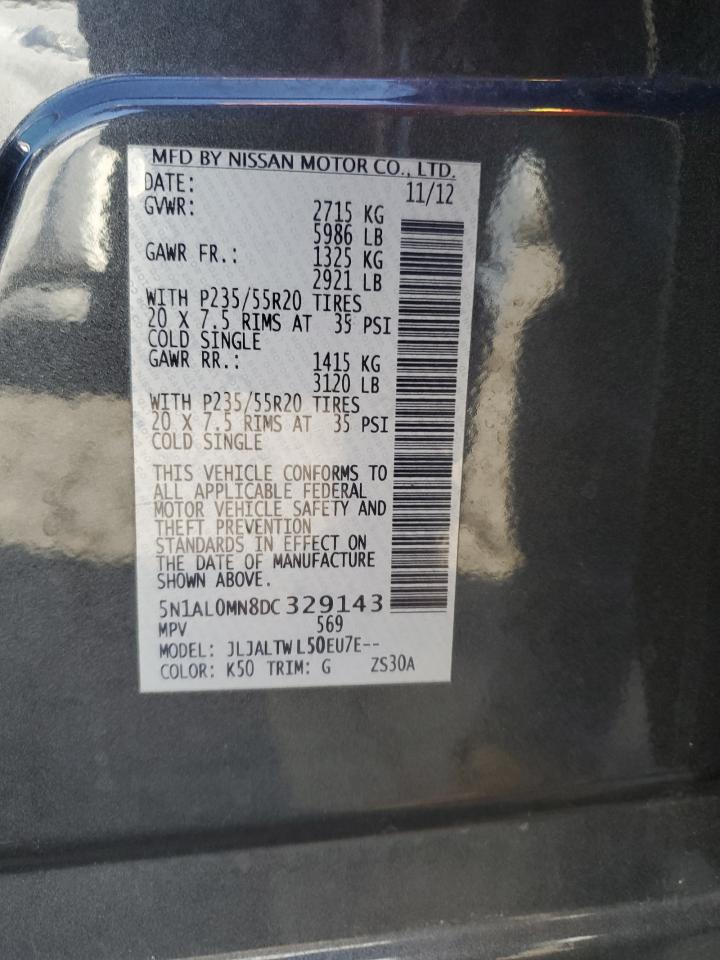 MFD BY NISSAN MOTOR CO., LTD.
DATE: 11/12
GVWR: 2715 KG
5986 LB
GAWR FR.: 1325 KG
2921 LB
WITH P235/55R20 TIRES
20 X 7.5 RIMS AT 35 PSI
COLD SINGLE
GAWR RR.: 1415 KG
3120 LB
WITH P235/55R20 TIRES
20 X 7.5 RIMS AT 35 PSI
COLD SINGLE
THIS VEHICLE CONFORMS TO
ALL APPLICABLE FEDERAL
MOTOR VEHICLE SAFETY AND
THEFT PREVENTION
STANDARDS IN EFFECT ON
THE DATE OF MANUFACTURE
SHOWN ABOVE.
5N1AL0MN8DC329143
MPV 569
MODEL: JLJALTWL50EU7E--
COLOR: K50 TRIM: G ZS30A